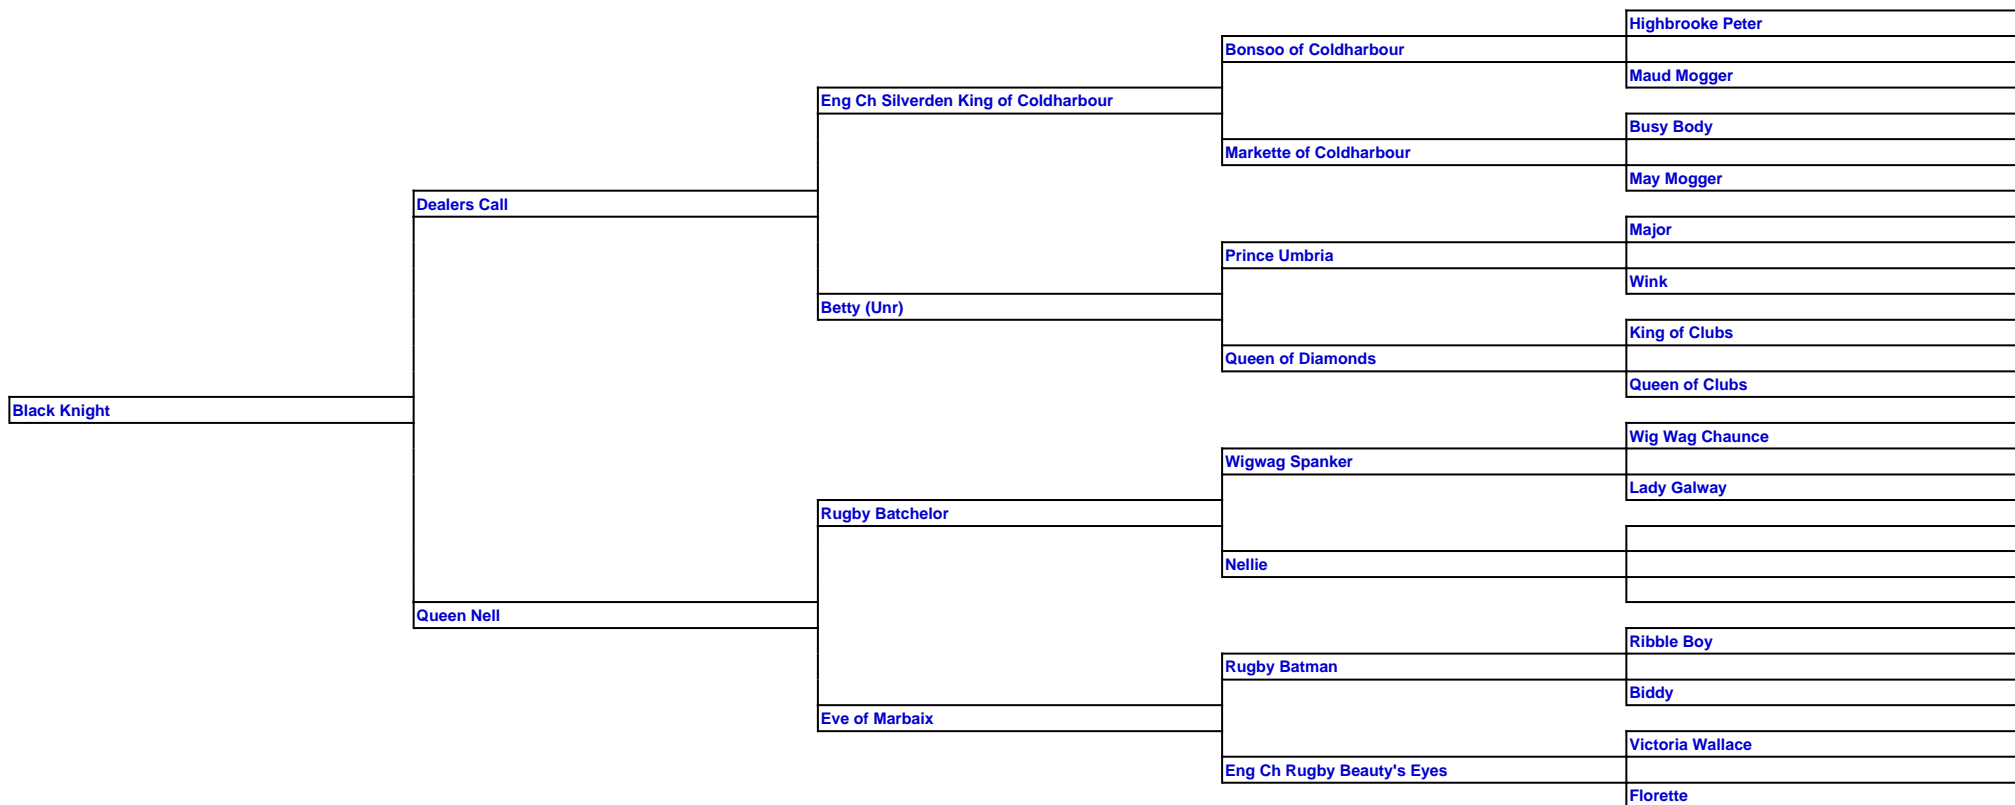 Highbrooke Peter
Bonsoo of Coldharbour
Maud Mogger
Eng Ch Silverden King of Coldharbour
Busy Body
Markette of Coldharbour
May Mogger
Dealers Call
Major
Prince Umbria
Wink
Betty (Unr)
King of Clubs
Queen of Diamonds
Queen of Clubs
Black Knight
Wig Wag Chaunce
Wigwag Spanker
Lady Galway
Rugby Batchelor
Nellie
Queen Nell
Ribble Boy
Rugby Batman
Biddy
Eve of Marbaix
Victoria Wallace
Eng Ch Rugby Beauty's Eyes
Florette